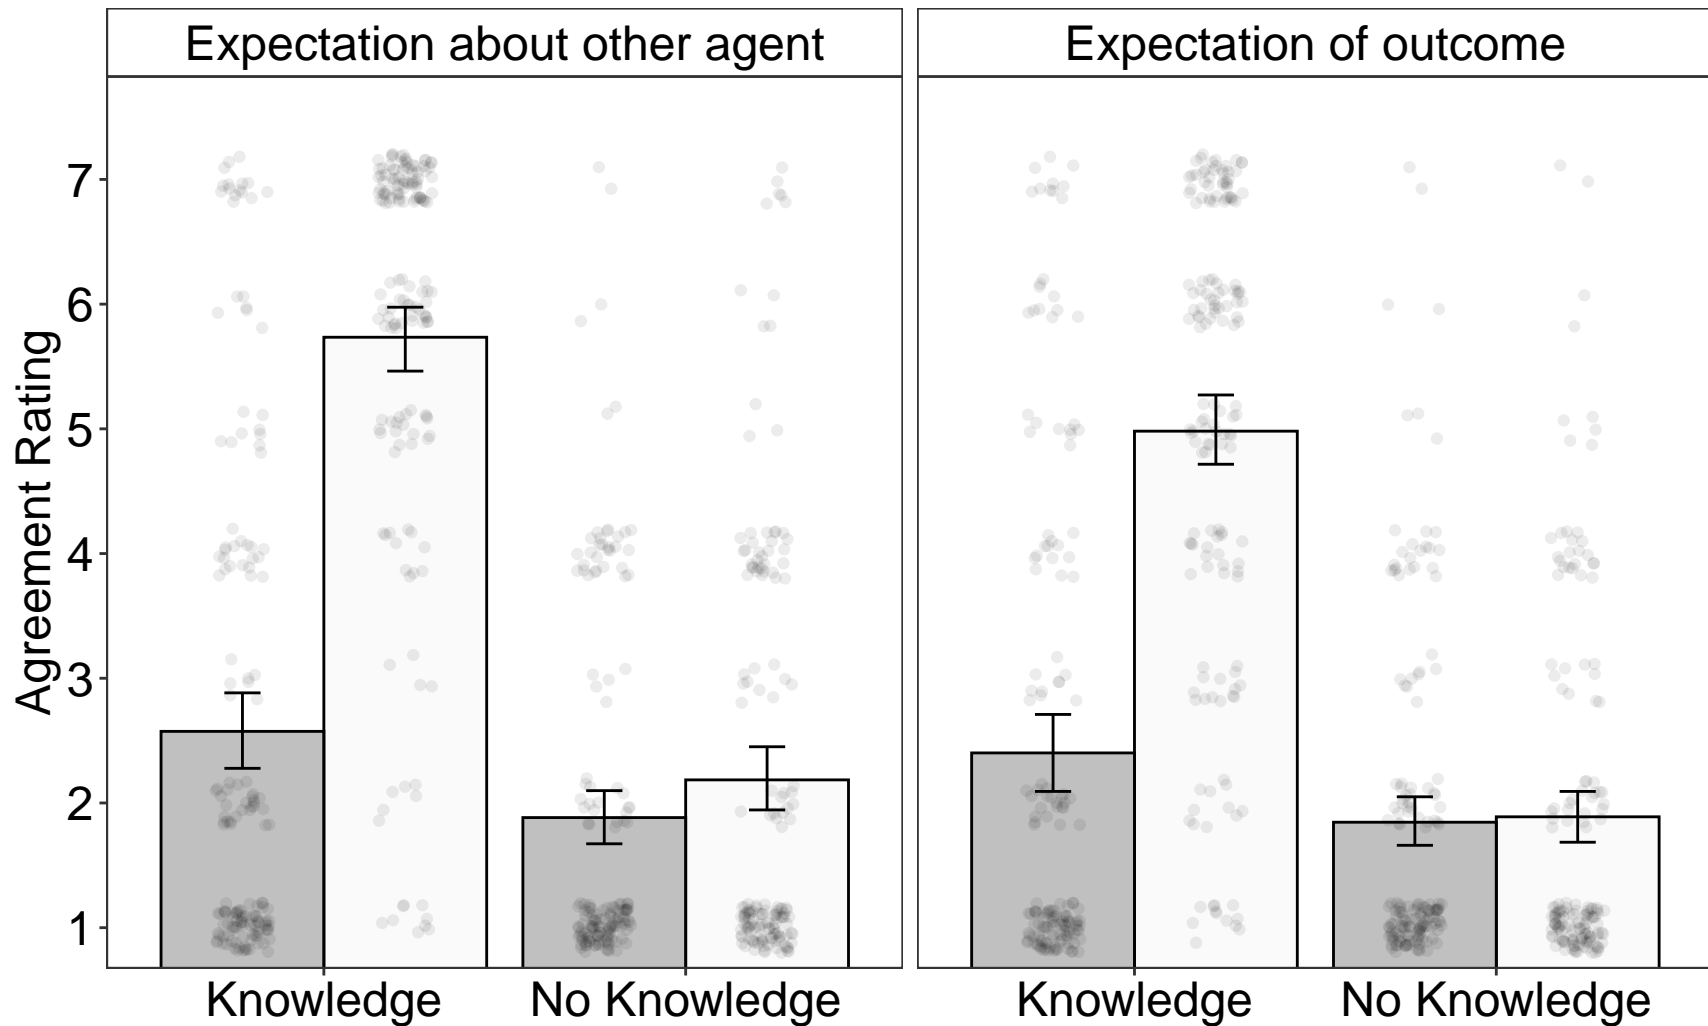 Expectation about other agent
Expectation of outcome
Agreement Rating
7
6
5
4
3
2
1
Knowledge
No Knowledge
Knowledge
No Knowledge